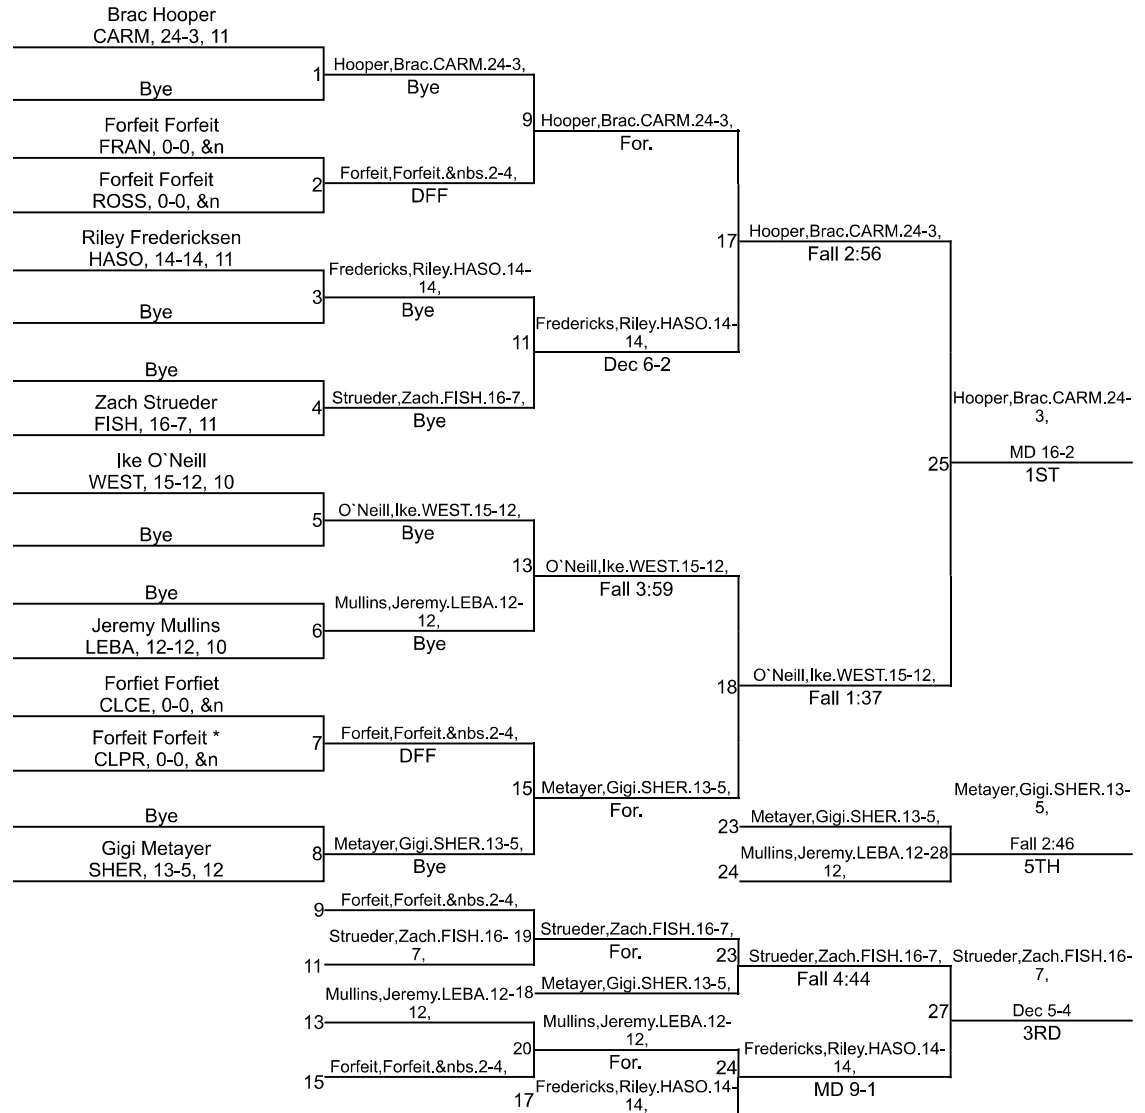 Brac Hooper
CARM, 24-3, 11
1
Hooper,Brac.CARM.24-3,
Bye
Bye
Forfeit Forfeit
FRAN, 0-0, &n
Forfeit Forfeit
ROSS, 0-0, &n
2
Forfeit,Forfeit.&nbs.2-4,
DFF
9
Hooper,Brac.CARM.24-3,
For.
Riley Fredericksen
HASO, 14-14, 11
3
Fredericks,Riley.HASO.14-
14,
Bye
Bye
Bye
Zach Strueder
FISH, 16-7, 11
4
Strueder,Zach.FISH.16-7,
Bye
11
Fredericks,Riley.HASO.14-
14,
Dec 6-2
17
Hooper,Brac.CARM.24-3,
Fall 2:56
Ike O`Neill
WEST, 15-12, 10
5
O`Neill,Ike.WEST.15-12,
Bye
Bye
Bye
Jeremy Mullins
LEBA, 12-12, 10
6
Mullins,Jeremy.LEBA.12-
12,
Bye
13
O`Neill,Ike.WEST.15-12,
Fall 3:59
Forfiet Forfiet
CLCE, 0-0, &n
Forfeit Forfeit *
CLPR, 0-0, &n
7
Forfeit,Forfeit.&nbs.2-4,
DFF
Bye
Gigi Metayer
SHER, 13-5, 12
8
Metayer,Gigi.SHER.13-5,
Bye
15
Metayer,Gigi.SHER.13-5,
For.
18
O`Neill,Ike.WEST.15-12,
Fall 1:37
25
Hooper,Brac.CARM.24-
3,
MD 16-2
1ST
23
Metayer,Gigi.SHER.13-5,
24
Mullins,Jeremy.LEBA.12-28
12,
Metayer,Gigi.SHER.13-
5,
Fall 2:46
5TH
9
Forfeit,Forfeit.&nbs.2-4,
11
Strueder,Zach.FISH.16-
7,
19
Strueder,Zach.FISH.16-7,
For.
18
Metayer,Gigi.SHER.13-5,
23
Strueder,Zach.FISH.16-7,
Fall 4:44
13
Mullins,Jeremy.LEBA.12-
12,
15
Forfeit,Forfeit.&nbs.2-4,
20
Mullins,Jeremy.LEBA.12-
12,
For.
17
Fredericks,Riley.HASO.14-
14,
24
Fredericks,Riley.HASO.14-
14,
MD 9-1
27
Strueder,Zach.FISH.16-
7,
Dec 5-4
3RD